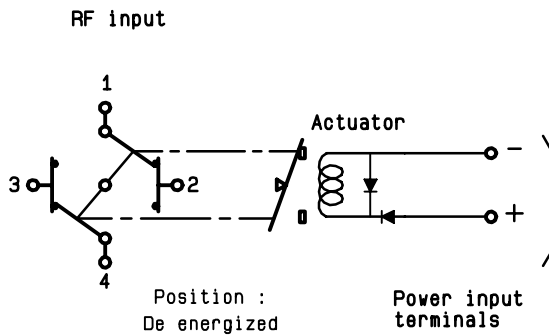 RF input
1
Actuator
-
3
2
+
4
Position :
De energized
Power input
terminals